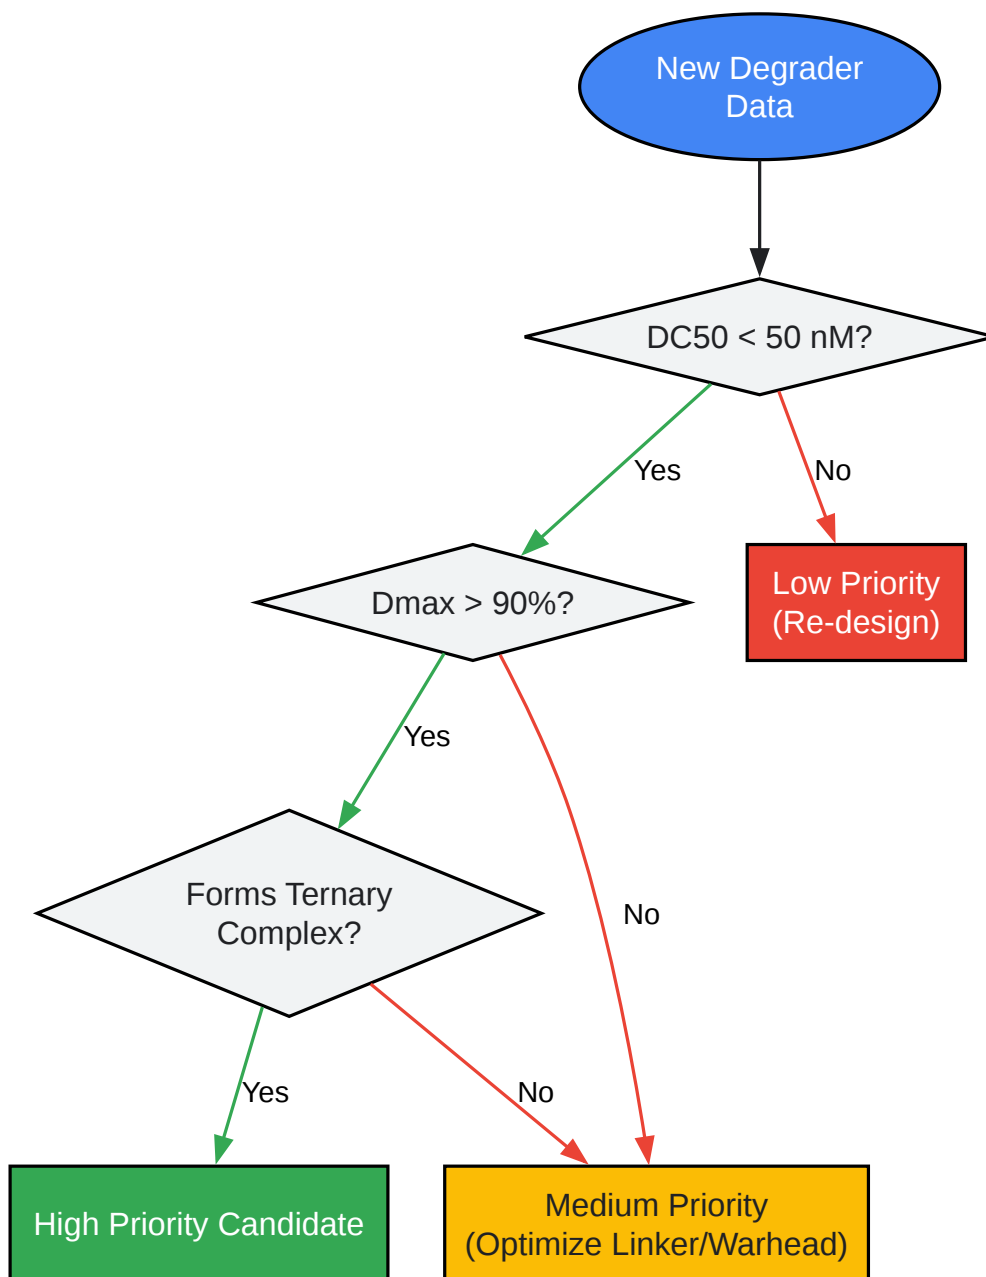 New Degrader
Data
DC50 < 50 nM?
Yes
No
Dmax > 90%?
Low Priority
(Re-design)
Yes
No
Forms Ternary
Complex?
Yes
No
High Priority Candidate
Medium Priority
(Optimize Linker/Warhead)